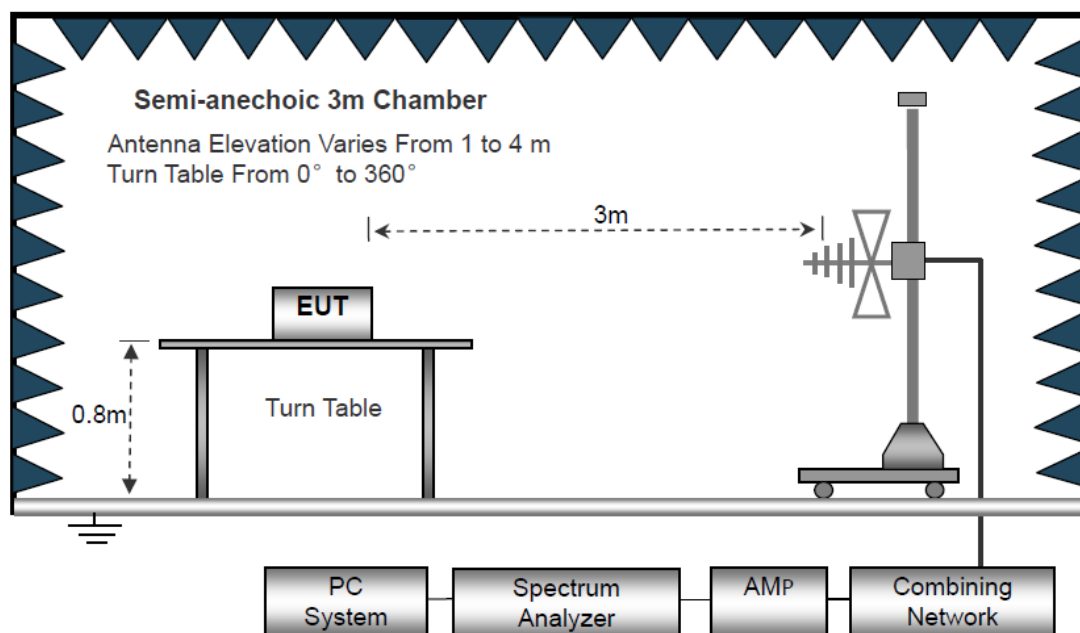 Semi-anechoic 3m Chamber
Antenna Elevation Varies From 1 to 4 m
Turn Table From 0° to 360°
3m
EUT
0.8m
Turn Table
PC
System
Spectrum
Analyzer
AMP
Combining
Network